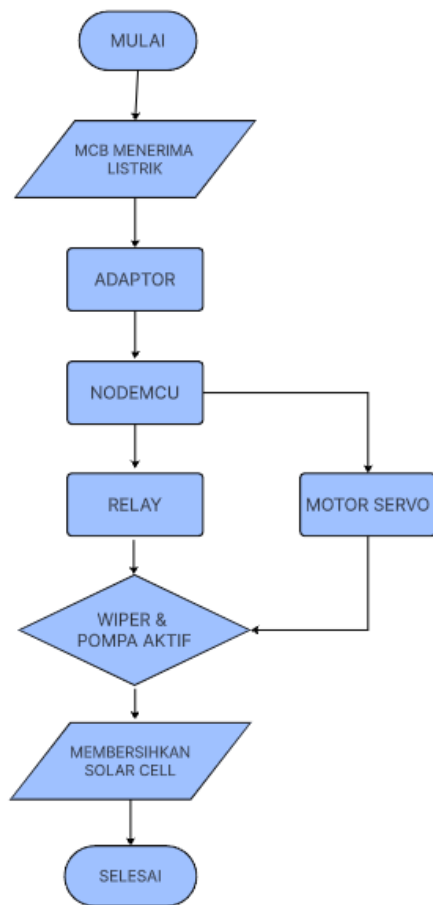 MULAI
MCB MENERIMA
LISTRIK
ADAPTOR
NODEMCU
RELAY
MOTOR SERVO
WIPER &
POMPA AKTIF
MEMBERSIHKAN
SOLAR CELL
SELESAI